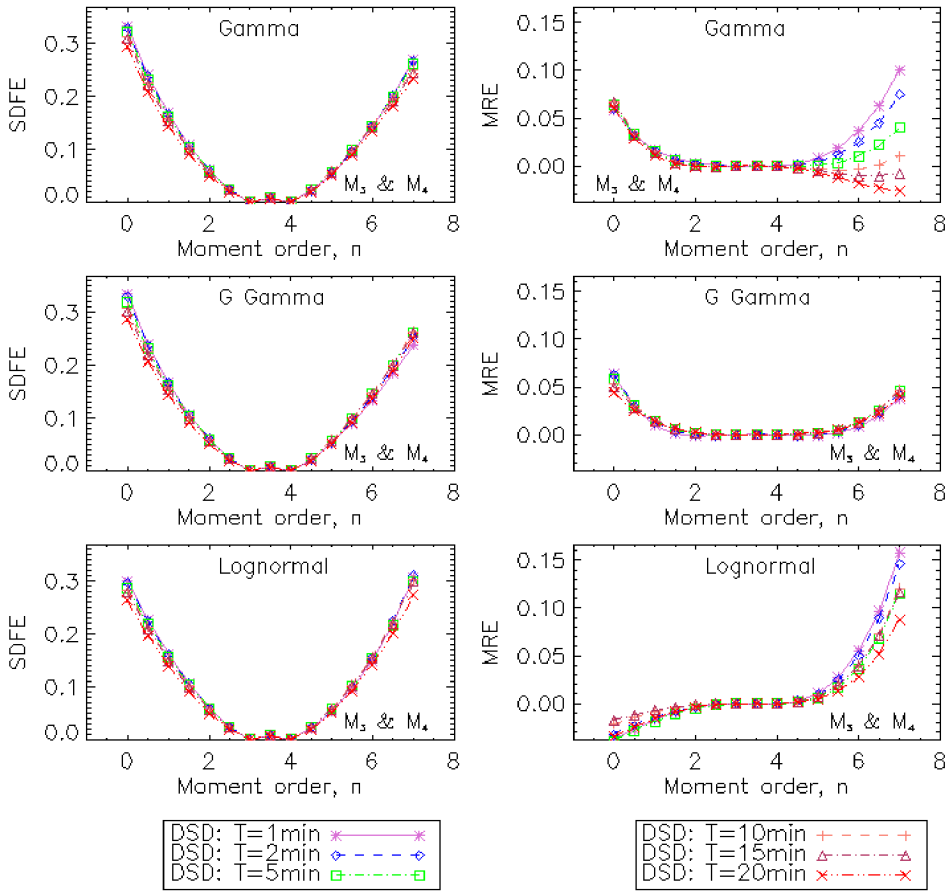 Gamma
SDFE
0.3
0.2
0.1
0.0
M₃ & M₄
0 2 4 6 8
Moment order, n
Gamma
MRE
0.15
0.10
0.05
0.00
M₃ & M₄
0 2 4 6 8
Moment order, n
G Gamma
SDFE
0.3
0.2
0.1
0.0
M₃ & M₄
0 2 4 6 8
Moment order, n
G Gamma
MRE
0.15
0.10
0.05
0.00
M₃ & M₄
0 2 4 6 8
Moment order, n
Lognormal
SDFE
0.3
0.2
0.1
0.0
M₃ & M₄
0 2 4 6 8
Moment order, n
Lognormal
MRE
0.15
0.10
0.05
0.00
M₃ & M₄
0 2 4 6 8
Moment order, n
DSD: T=1min
DSD: T=2min
DSD: T=5min
DSD: T=10min
DSD: T=15min
DSD: T=20min